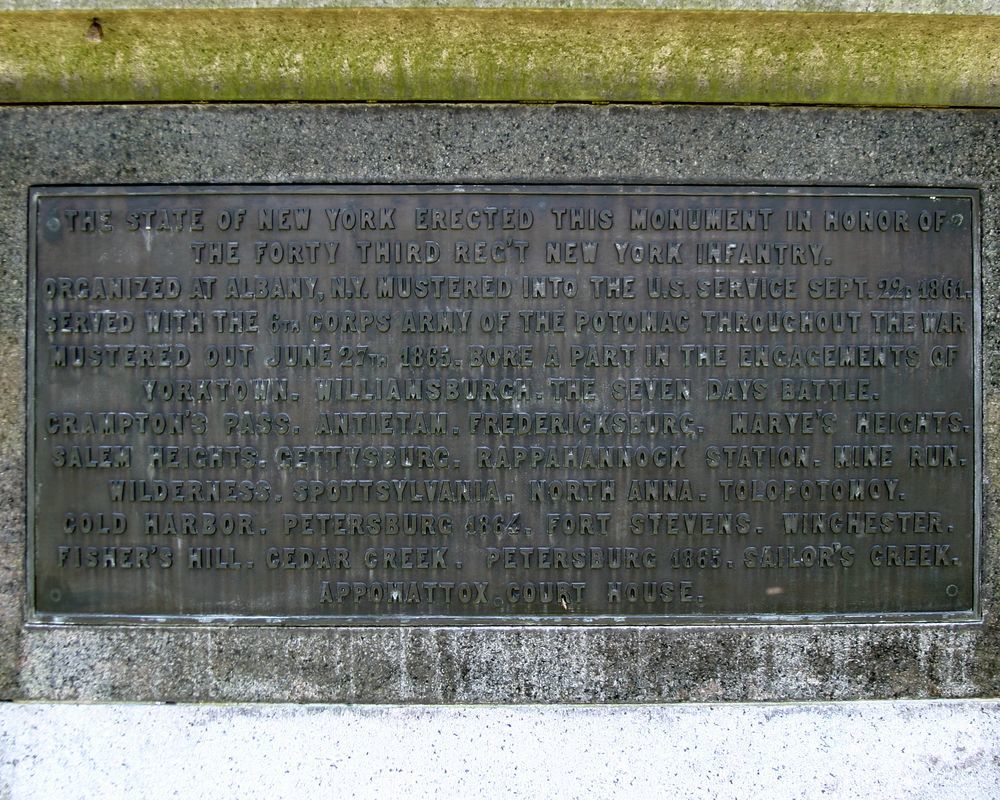 THE STATE OF NEW YORK ERECTED THIS MONUMENT IN HONOR OF
THE FORTY THIRD REG'T NEW YORK INFANTRY.
ORGANIZED AT ALBANY, N.Y. MUSTERED INTO THE U.S. SERVICE SEPT. 22, 1861.
SERVED WITH THE 6TH CORPS ARMY OF THE POTOMAC THROUGHOUT THE WAR
MUSTERED OUT JUNE 27TH 1865. BORE A PART IN THE ENGAGEMENTS OF
YORKTOWN. WILLIAMSBURGH. THE SEVEN DAYS BATTLE.
CRAMPTON'S PASS. ANTIETAM. FREDERICKSBURG. MARYE'S HEIGHTS.
SALEM HEIGHTS. GETTYSBURG. RAPPAHANNOCK STATION. MINE RUN.
WILDERNESS. SPOTTSYLVANIA. NORTH ANNA. TOLOPOTOMOY.
COLD HARBOR. PETERSBURG 1864. FORT STEVENS. WINCHESTER.
FISHER'S HILL. CEDAR CREEK. PETERSBURG 1865. SAILOR'S CREEK.
APPOMATTOX COURT HOUSE.